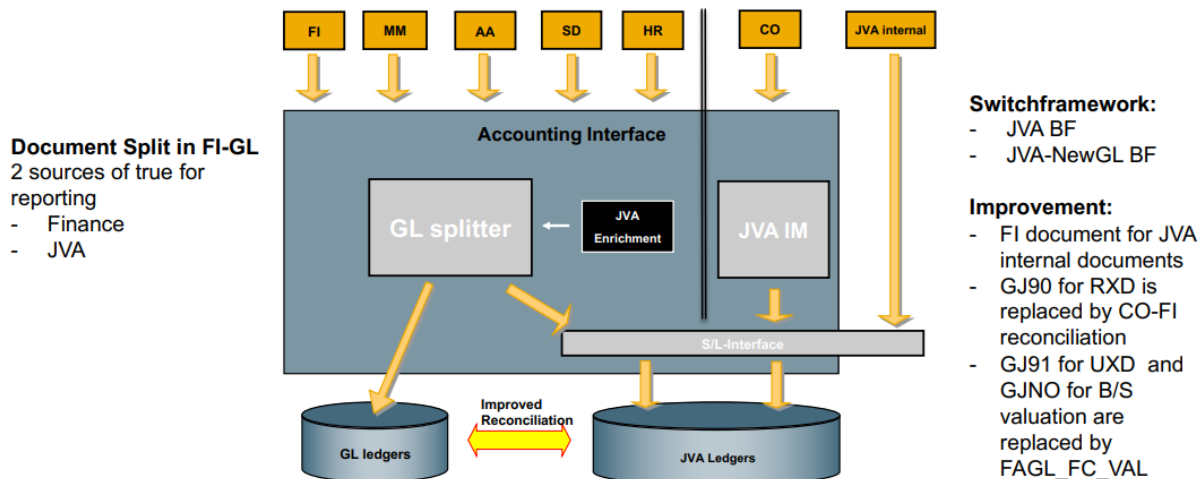 FI
MM
AA
SD
HR
CO
JVA internal
Document Split in FI-GL
2 sources of true for
reporting
- Finance
- JVA
Accounting Interface
GL splitter
JVA
Enrichment
JVA IM
S/L-Interface
Improved
Reconciliation
GL ledgers
JVA Ledgers
Switchframework:
- JVA BF
- JVA-NewGL BF
Improvement:
- FI document for JVA
internal documents
- GJ90 for RXD is
replaced by CO-FI
reconciliation
- GJ91 for UXD and
GJNO for B/S
valuation are
replaced by
FAGL_FC_VAL